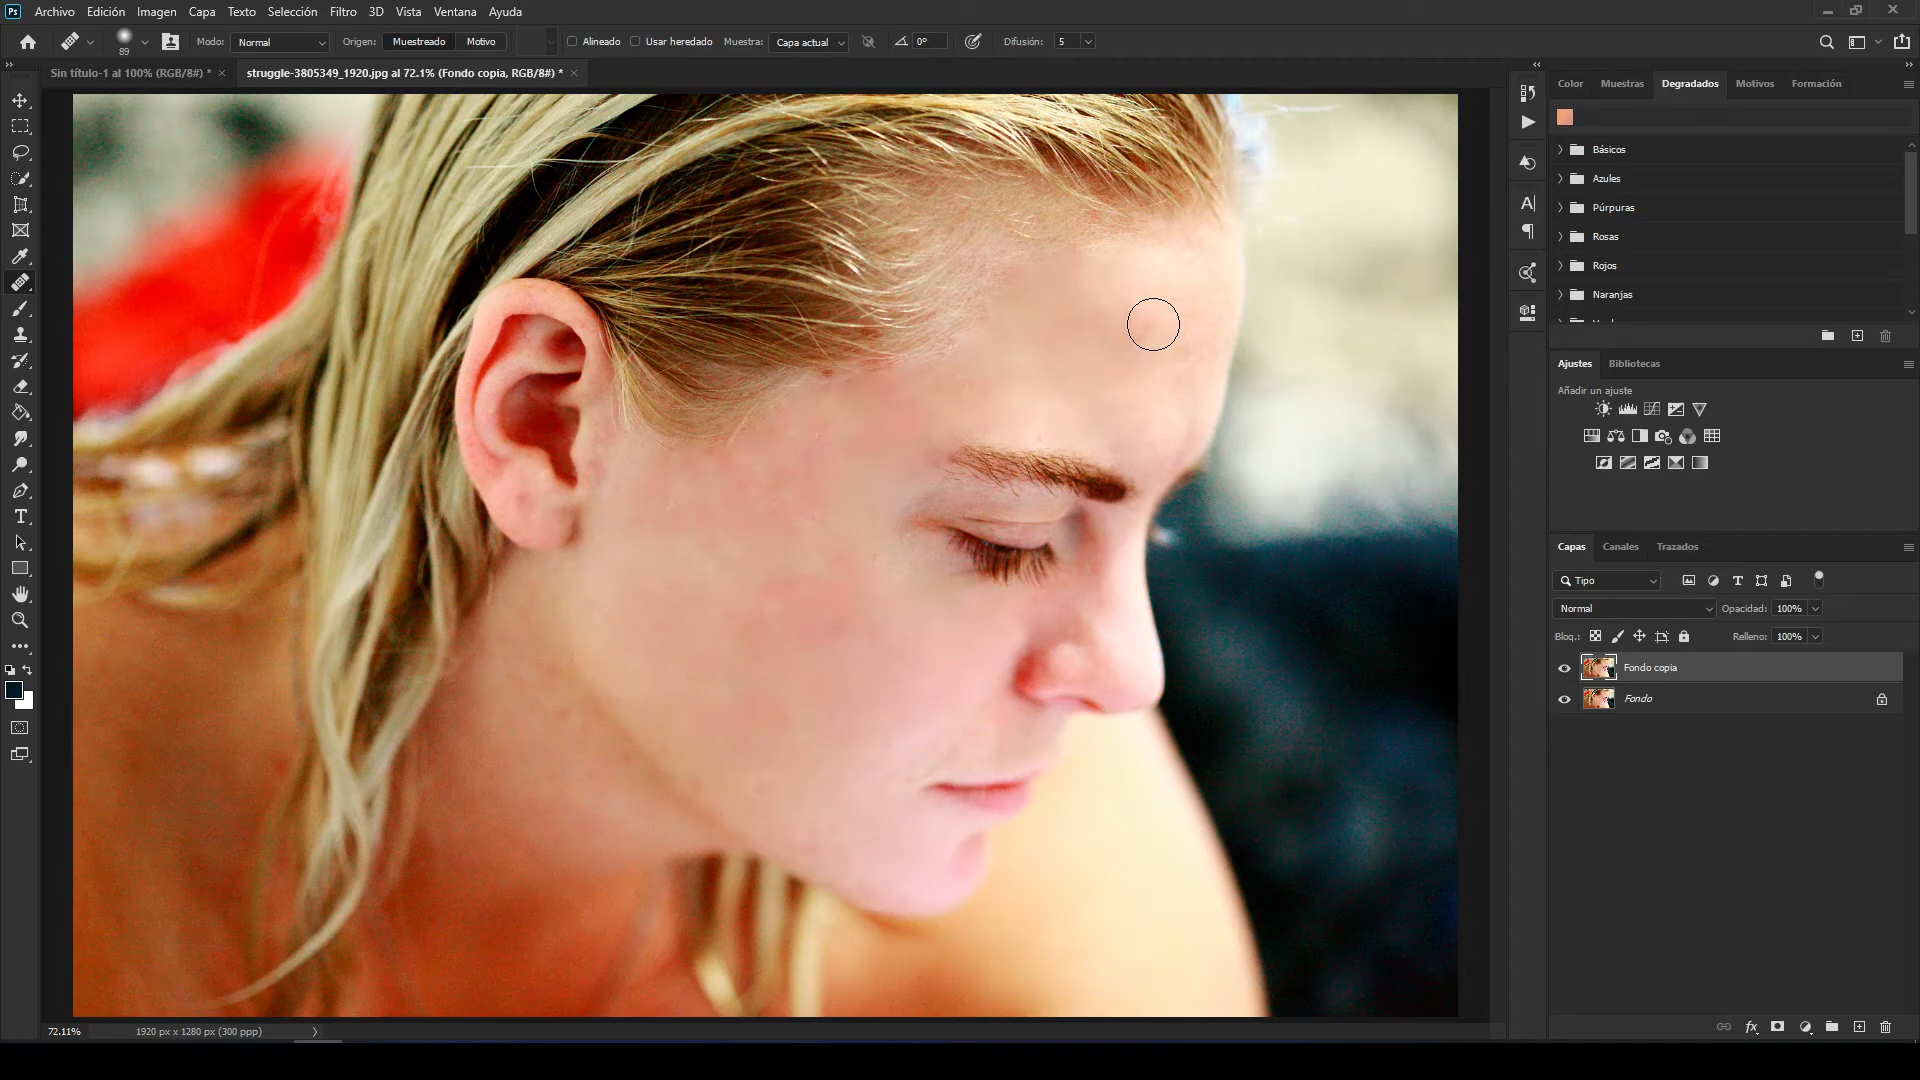 Ps Archivo Edición Imagen Capa Texto Selección Filtro 3D Vista Ventana Ayuda
89 Modo: Normal Origen: Muestreado Motivo Alineado Usar heredado Muestra: Capa actual 0° Difusión: 5
Sin título-1 al 100% (RGB/8#) * × struggle-3805349_1920.jpg al 72.1% (Fondo copia, RGB/8#) * ×
Color Muestras Degradados Motivos Formación
Básicos
Azules
Púrpuras
Rosas
Rojos
Naranjas
Ajustes Bibliotecas
Añadir un ajuste
Capas Canales Trazados
Tipo
Normal Opacidad: 100%
Bloq.: Relleno: 100%
Fondo copia
Fondo
72.11% 1920 px x 1280 px (300 ppp)